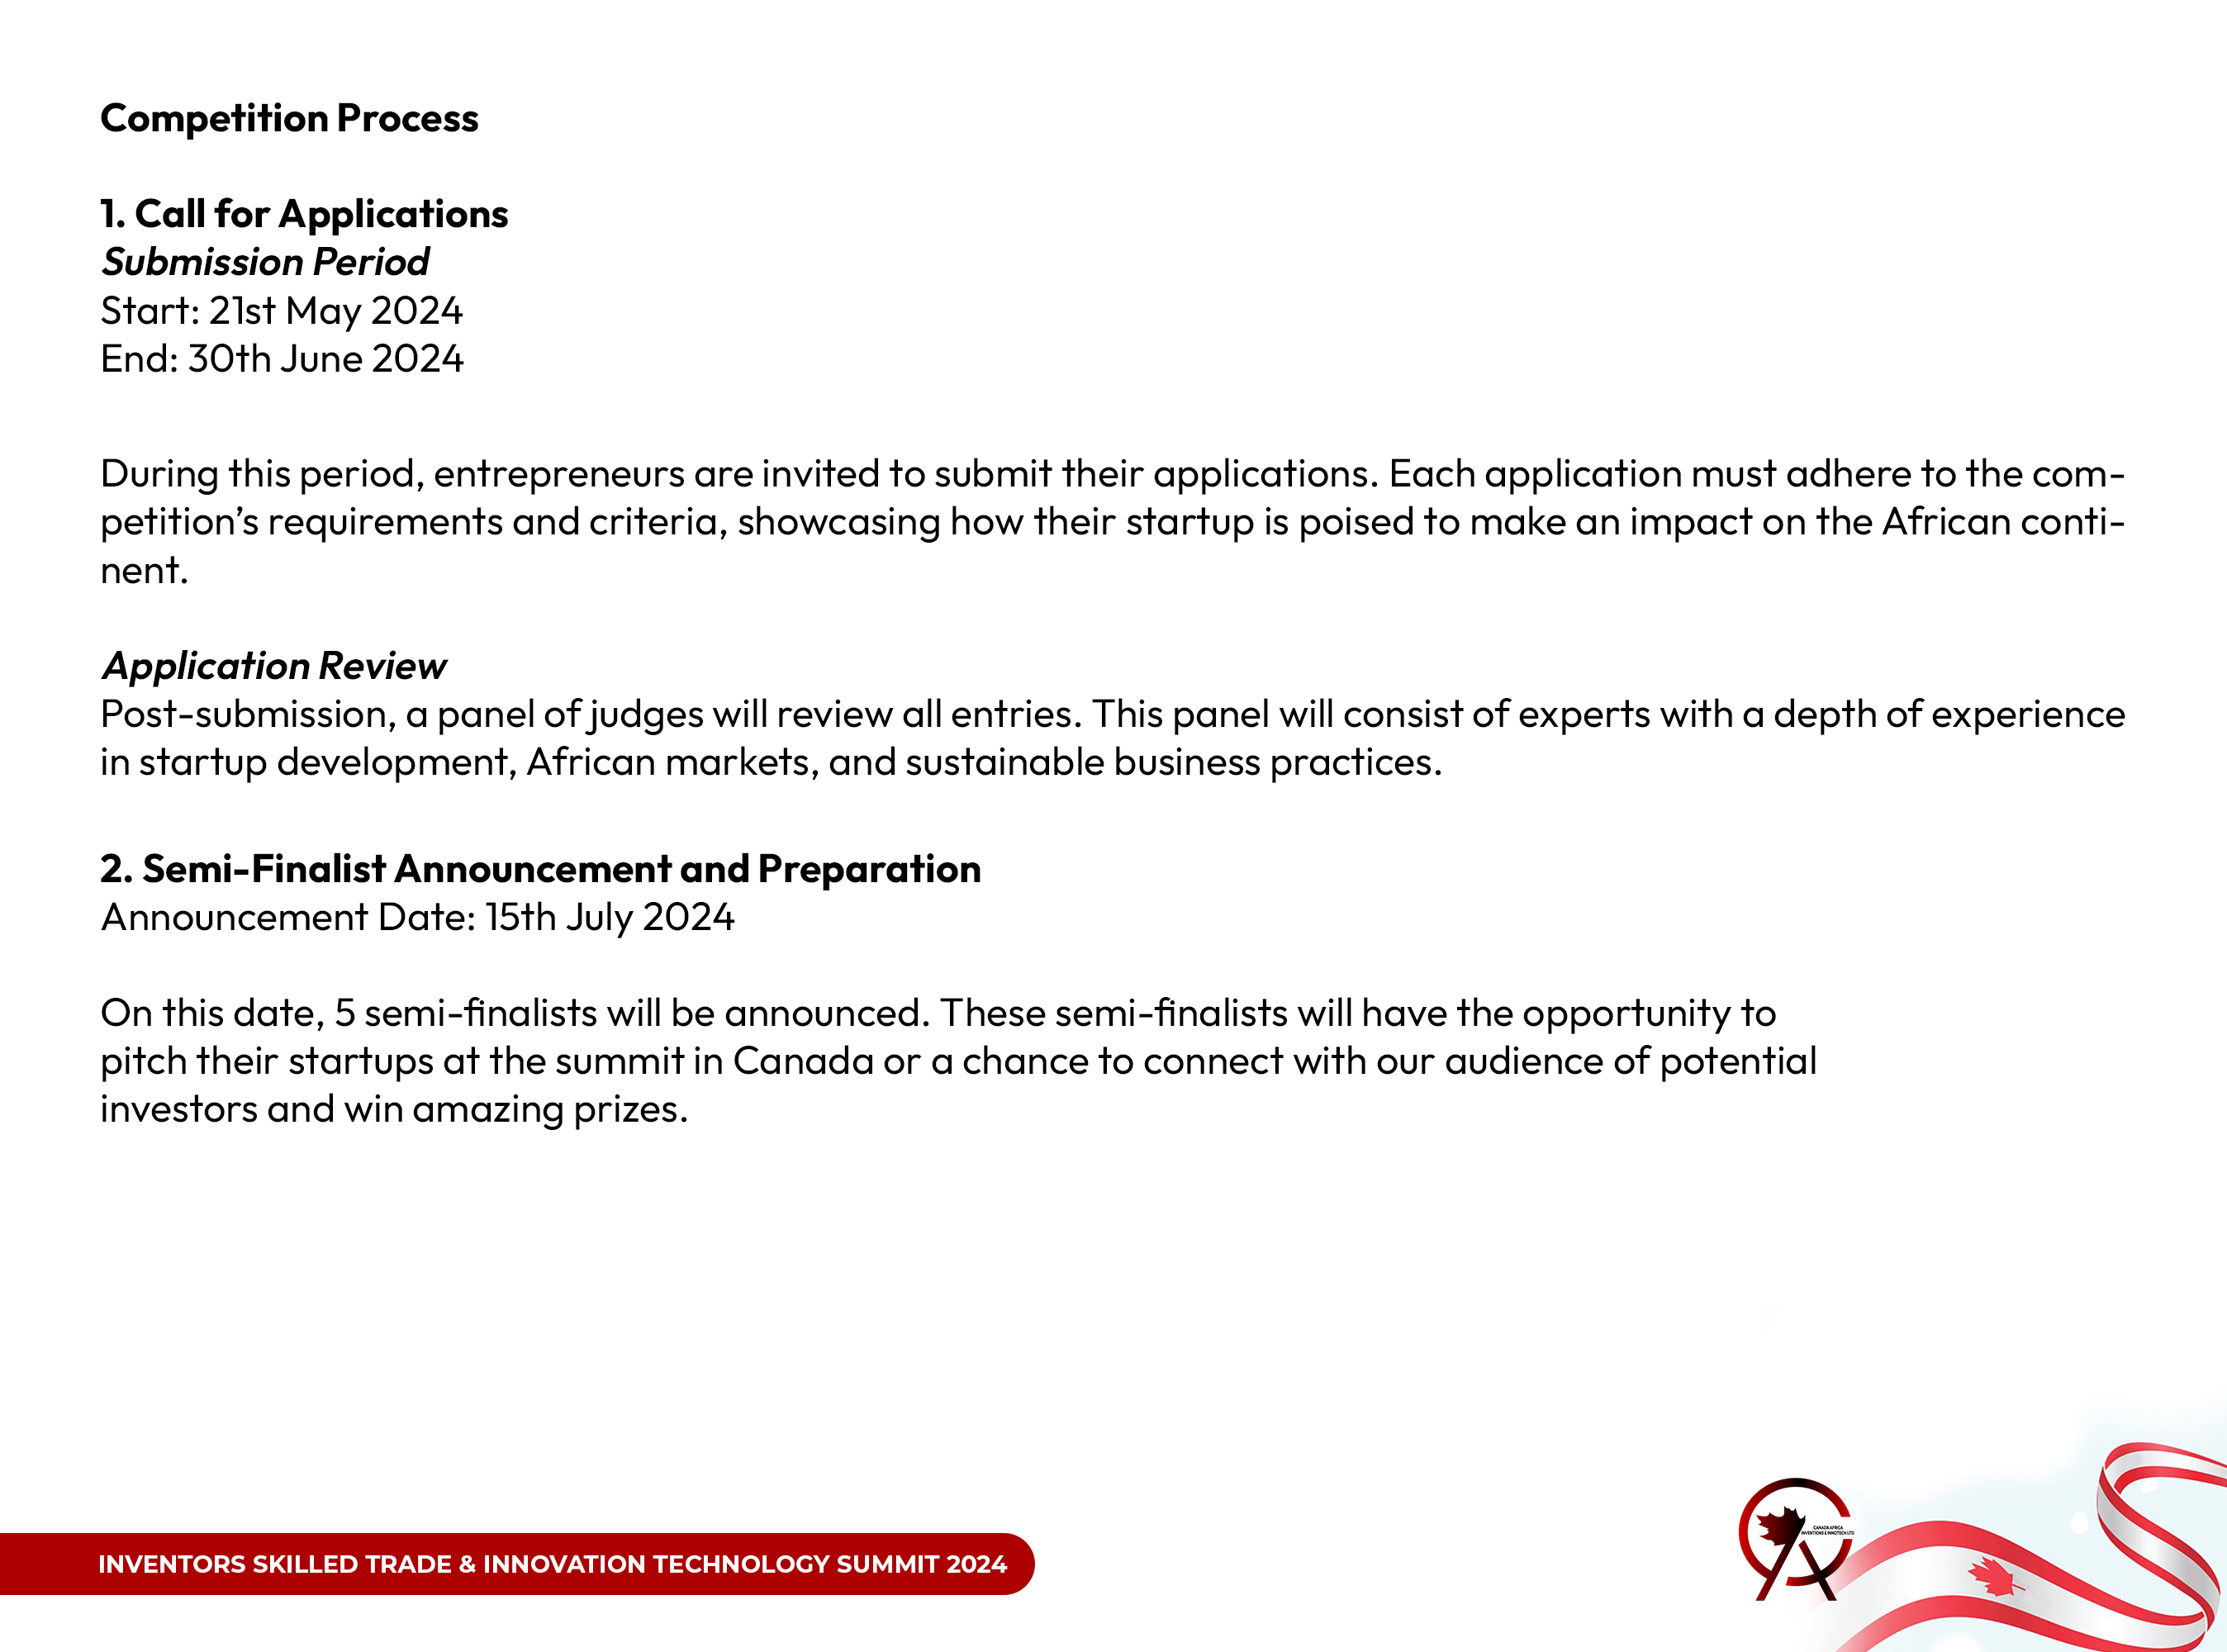 Competition Process
1. Call for Applications
Submission Period
Start: 21st May 2024
End: 30th June 2024
During this period, entrepreneurs are invited to submit their applications. Each application must adhere to the com-
petition’s requirements and criteria, showcasing how their startup is poised to make an impact on the African conti-
nent.
Application Review
Post-submission, a panel of judges will review all entries. This panel will consist of experts with a depth of experience
in startup development, African markets, and sustainable business practices.
2. Semi-Finalist Announcement and Preparation
Announcement Date: 15th July 2024
On this date, 5 semi-finalists will be announced. These semi-finalists will have the opportunity to
pitch their startups at the summit in Canada or a chance to connect with our audience of potential
investors and win amazing prizes.
CANADA AFRICA
INVENTIONS & INNOTECH LTD
INVENTORS SKILLED TRADE & INNOVATION TECHNOLOGY SUMMIT 2024